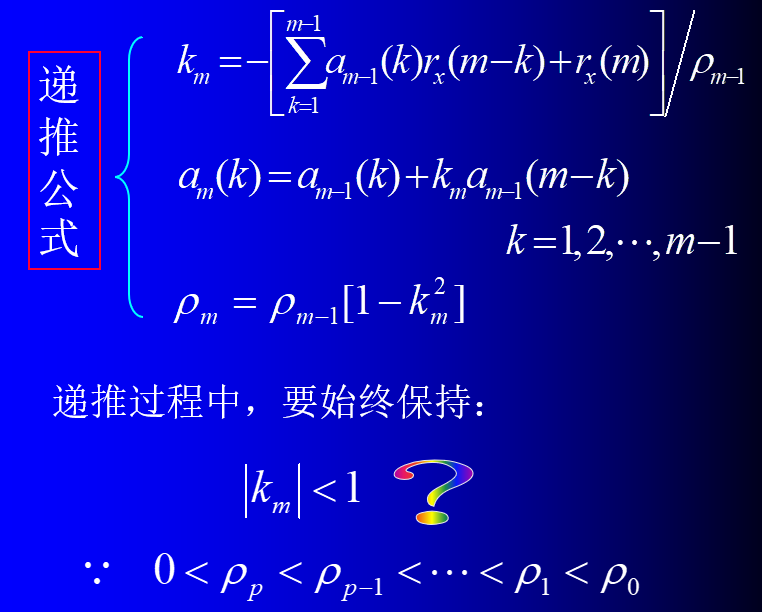 递推公式
k_m = -[∑_{k=1}^{m-1} a_{m-1}(k)r_x(m-k)+r_x(m)] / ρ_{m-1}
a_m(k)=a_{m-1}(k)+k_m a_{m-1}(m-k)
k=1,2,⋯,m-1
ρ_m = ρ_{m-1}[1-k_m^2]
递推过程中，要始终保持：
|k_m|<1 ?
∵ 0<ρ_p<ρ_{p-1}<⋯<ρ_1<ρ_0